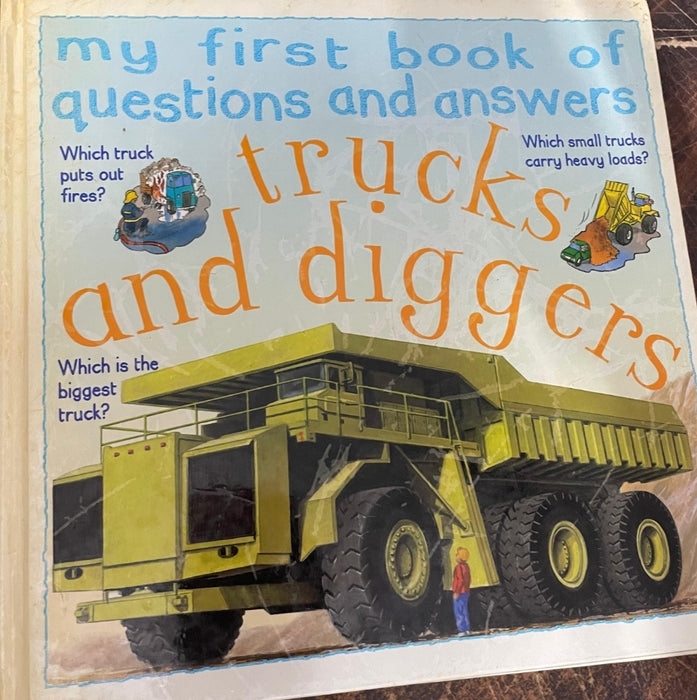 my first book of
questions and answers
Which truck
puts out
fires?
Which small trucks
carry heavy loads?
trucks
and diggers
Which is the
biggest
truck?